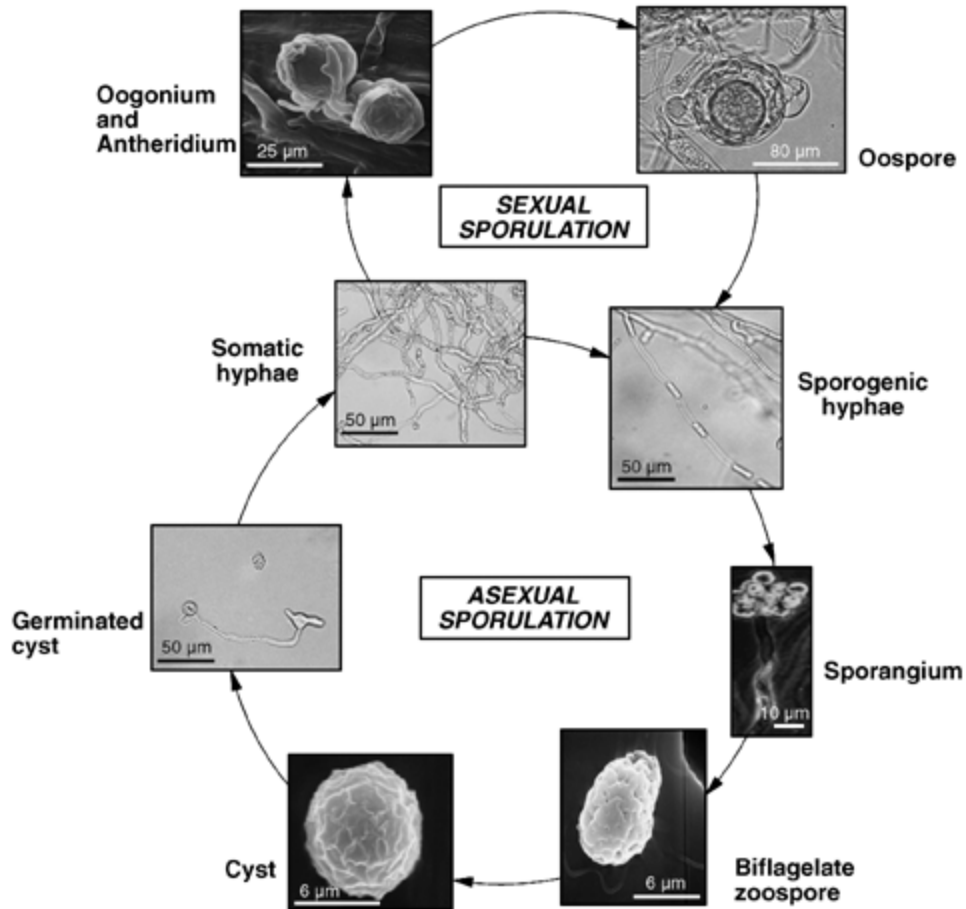 Oogonium
and
Antheridium
25 µm
80 µm
Oospore
SEXUAL
SPORULATION
Somatic
hyphae
50 µm
Sporogenic
hyphae
50 µm
Germinated
cyst
50 µm
ASEXUAL
SPORULATION
Sporangium
10 µm
Cyst
6 µm
6 µm
Biflagelate
zoospore